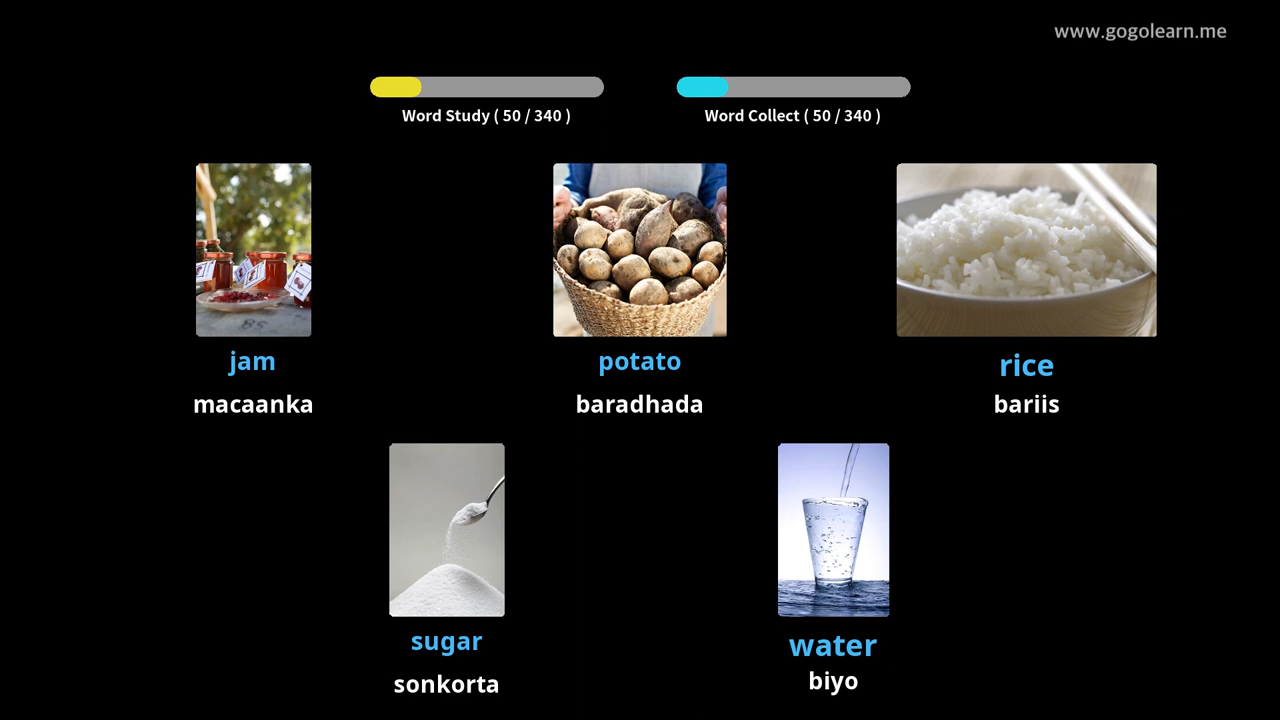 www.gogolearn.me
Word Study ( 50 / 340 )
Word Collect ( 50 / 340 )
jam
potato
rice
macaanka
baradhada
bariis
sugar
water
sonkorta
biyo